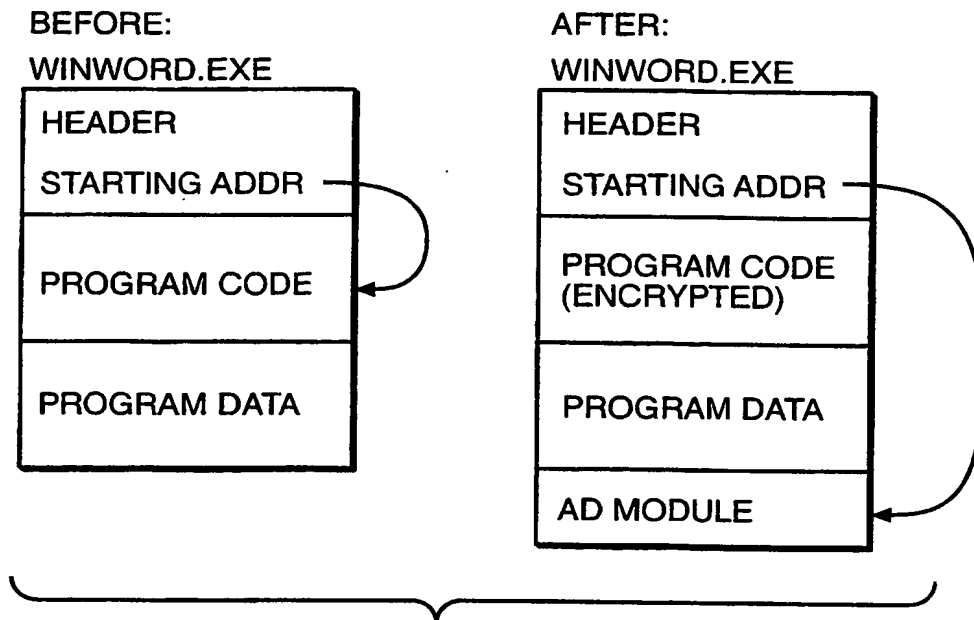 BEFORE:
WINWORD.EXE
HEADER
STARTING ADDR
PROGRAM CODE
PROGRAM DATA
AFTER:
WINWORD.EXE
HEADER
STARTING ADDR
PROGRAM CODE
(ENCRYPTED)
PROGRAM DATA
AD MODULE